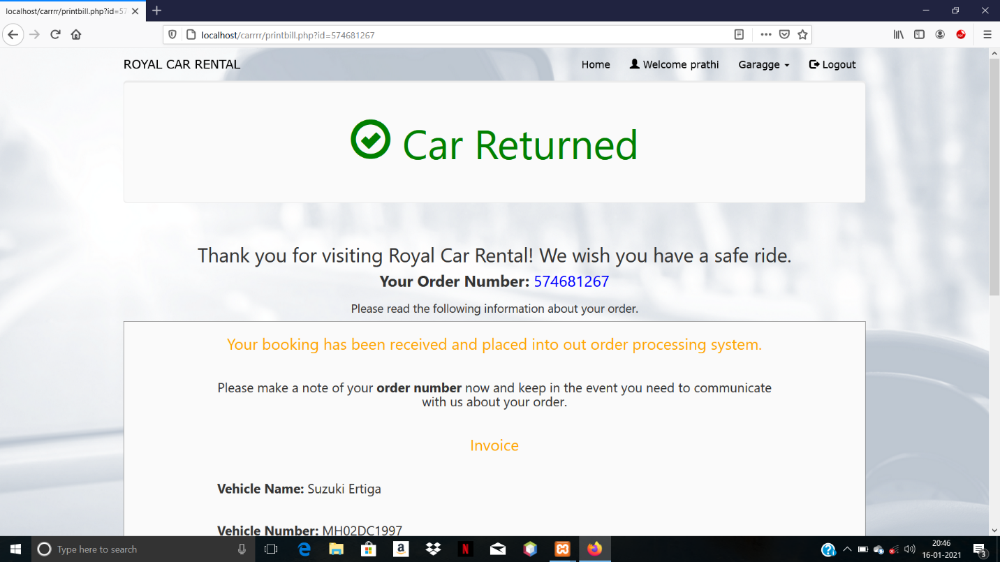 localhost/carrrr/printbill.php?id=57
localhost/carrrr/printbill.php?id=574681267
ROYAL CAR RENTAL
Home Welcome prathi Garagge Logout
Car Returned
Thank you for visiting Royal Car Rental! We wish you have a safe ride.
Your Order Number: 574681267
Please read the following information about your order.
Your booking has been received and placed into out order processing system.
Please make a note of your order number now and keep in the event you need to communicate
with us about your order.
Invoice
Vehicle Name: Suzuki Ertiga
Vehicle Number: MH02DC1997
Type here to search
20:46
16-01-2021
3